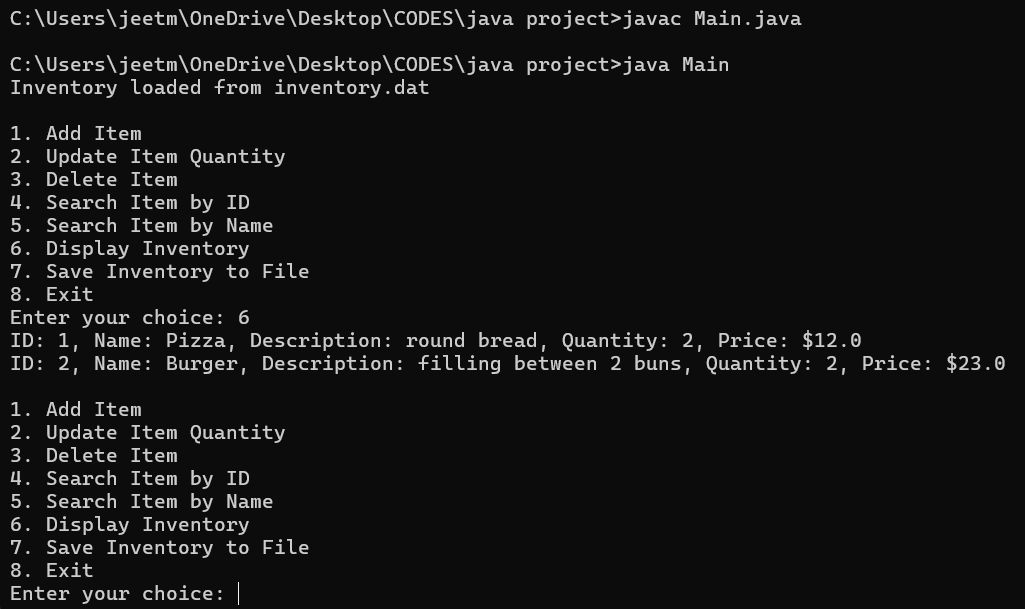 C:\Users\jeetm\OneDrive\Desktop\CODES\java project>javac Main.java
C:\Users\jeetm\OneDrive\Desktop\CODES\java project>java Main
Inventory loaded from inventory.dat
1. Add Item
2. Update Item Quantity
3. Delete Item
4. Search Item by ID
5. Search Item by Name
6. Display Inventory
7. Save Inventory to File
8. Exit
Enter your choice: 6
ID: 1, Name: Pizza, Description: round bread, Quantity: 2, Price: $12.0
ID: 2, Name: Burger, Description: filling between 2 buns, Quantity: 2, Price: $23.0
1. Add Item
2. Update Item Quantity
3. Delete Item
4. Search Item by ID
5. Search Item by Name
6. Display Inventory
7. Save Inventory to File
8. Exit
Enter your choice: